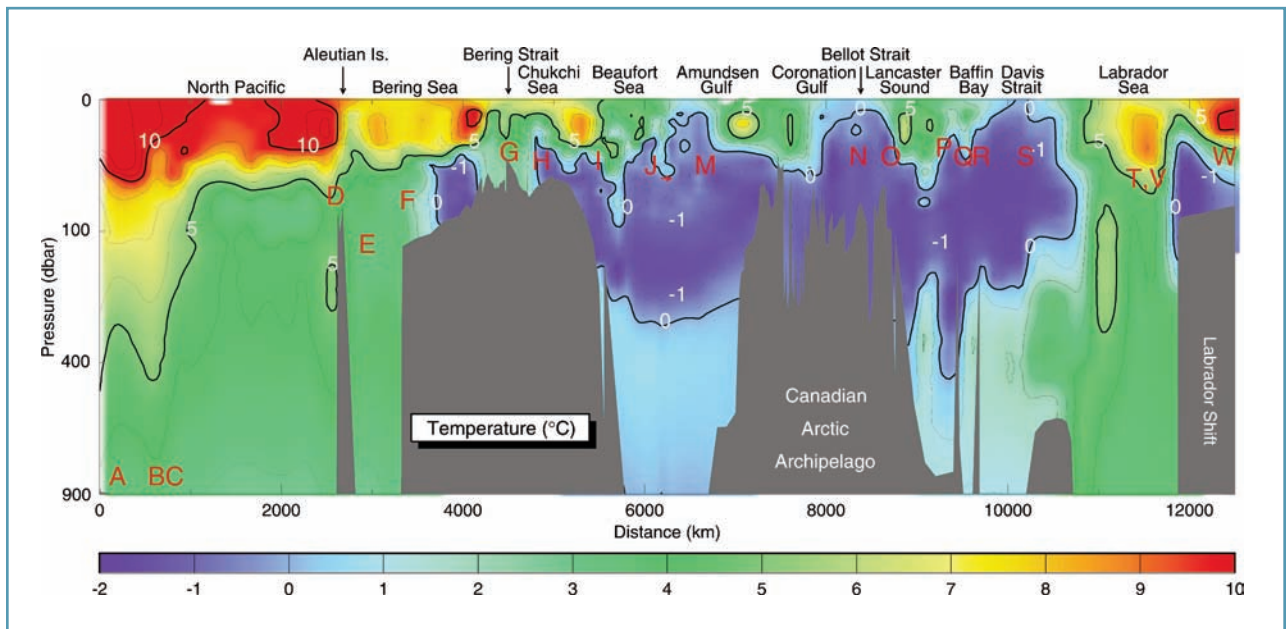 Aleutian Is.
Bering Strait
Bellot Strait
North Pacific
Bering Sea
Chukchi
Sea
Beaufort
Sea
Amundsen
Gulf
Coronation
Gulf
Lancaster
Sound
Baffin
Bay
Davis
Strait
Labrador
Sea
Pressure (dbar)
0
100
400
900
10
10
5
5
5
5
5
5
5
-1
0
0
0
0
-1
-1
0
-1
0
-1
0
0
-1
A
BC
D
E
F
G
H
I
J,
M
N
O
P
Q
R
S
T,V
W
Temperature (°C)
Canadian
Arctic
Archipelago
Labrador Shift
0
2000
4000
6000
8000
10000
12000
Distance (km)
-2
-1
0
1
2
3
4
5
6
7
8
9
10